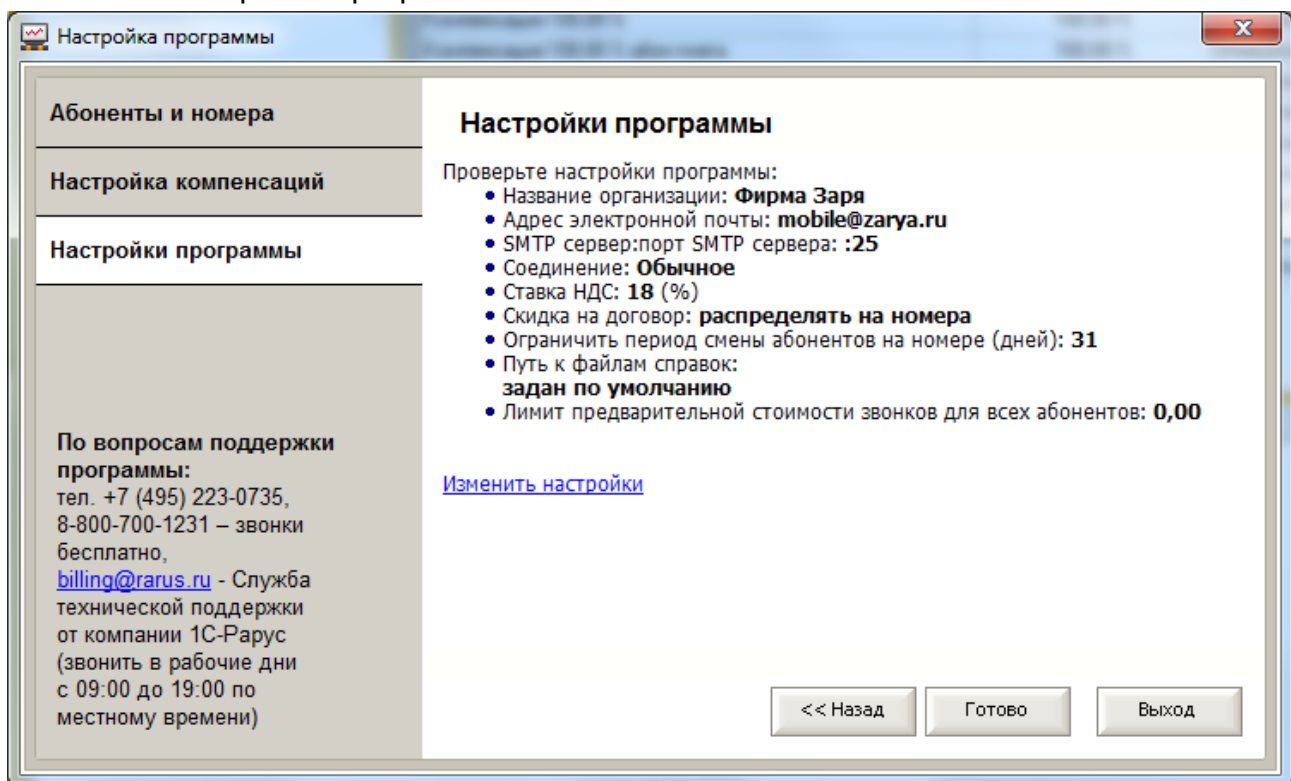 Настройка программы
Абоненты и номера
Настройка компенсаций
Настройки программы
По вопросам поддержки
программы:
тел. +7 (495) 223-0735,
8-800-700-1231 – звонки
бесплатно,
billing@rarus.ru - Служба
технической поддержки
от компании 1С-Рарус
(звонить в рабочие дни
с 09:00 до 19:00 по
местному времени)
Настройки программы
Проверьте настройки программы:
• Название организации: Фирма Заря
• Адрес электронной почты: mobile@zarya.ru
• SMTP сервер:порт SMTP сервера: :25
• Соединение: Обычное
• Ставка НДС: 18 (%)
• Скидка на договор: распределять на номера
• Ограничить период смены абонентов на номере (дней): 31
• Путь к файлам справок:
задан по умолчанию
• Лимит предварительной стоимости звонков для всех абонентов: 0,00
Изменить настройки
<< Назад
Готово
Выход